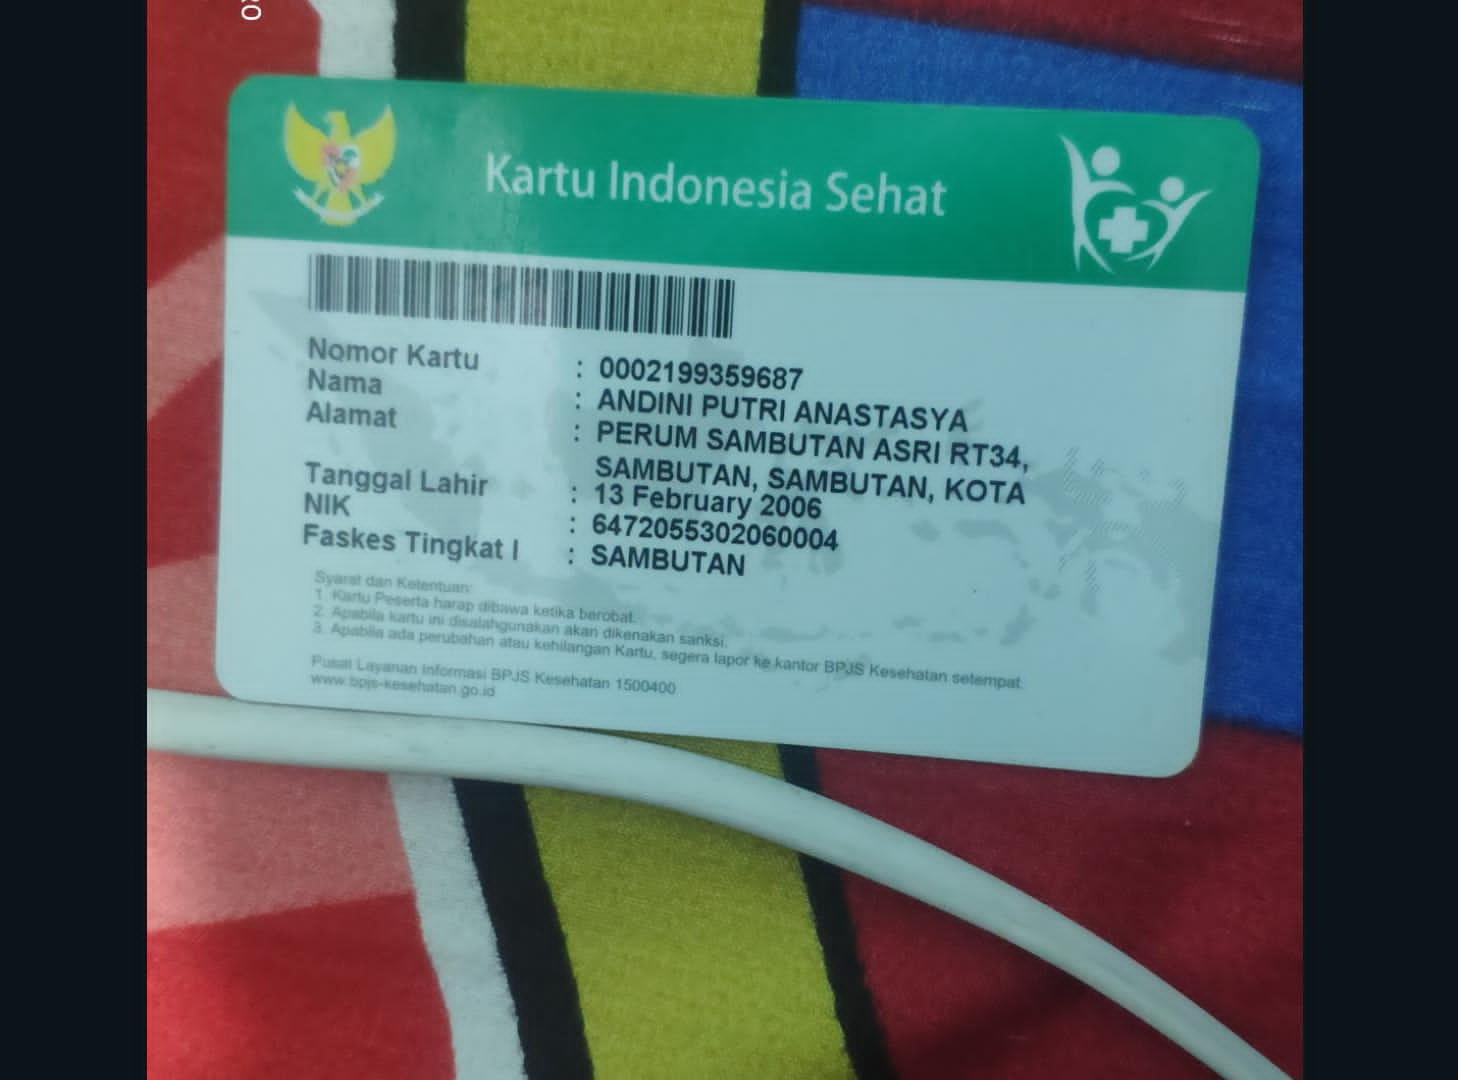 Kartu Indonesia Sehat
Nomor Kartu : 0002199359687
Nama : ANDINI PUTRI ANASTASYA
Alamat : PERUM SAMBUTAN ASRI RT34,
SAMBUTAN, SAMBUTAN, KOTA
Tanggal Lahir : 13 February 2006
NIK : 6472055302060004
Faskes Tingkat I : SAMBUTAN
Syarat dan Ketentuan:
1. Kartu Peserta harap dibawa ketika berobat.
2. Apabila kartu ini disalahgunakan akan dikenakan sanksi.
3. Apabila ada perubahan atau kehilangan Kartu, segera lapor ke kantor BPJS Kesehatan setempat.
Pusat Layanan Informasi BPJS Kesehatan 1500400
www.bpjs-kesehatan.go.id